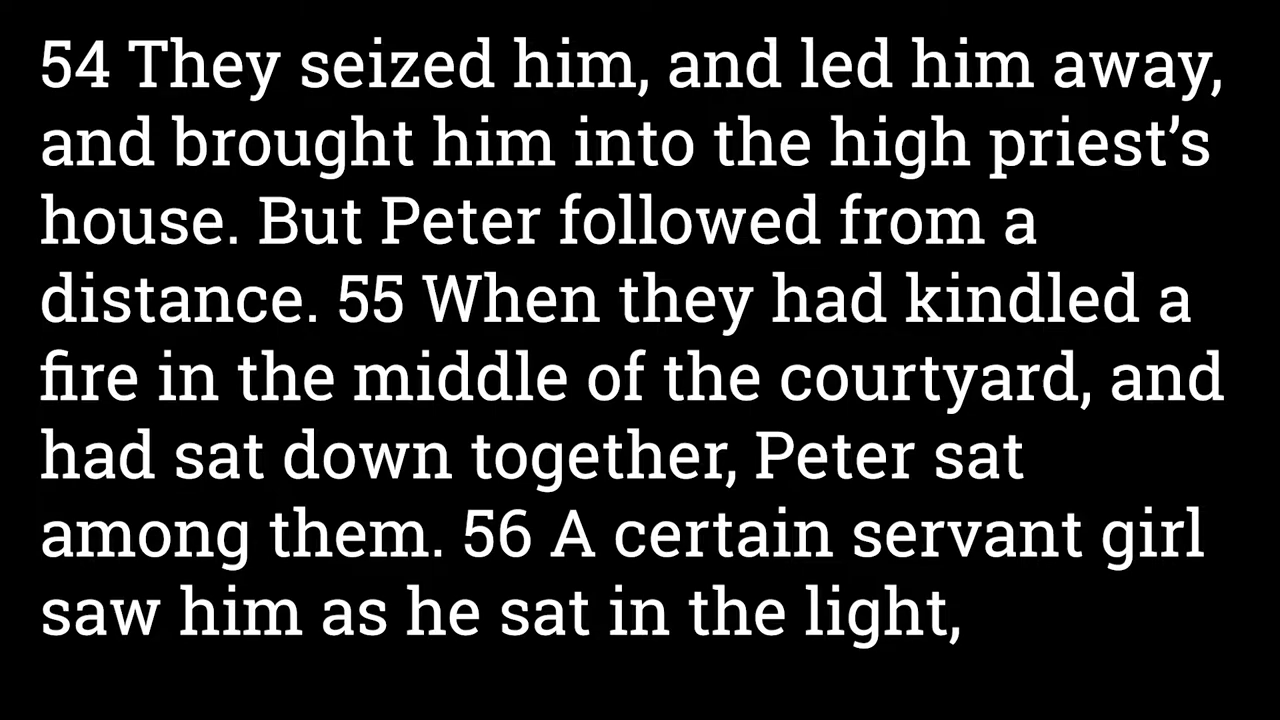 54 They seized him, and led him away,
and brought him into the high priest’s
house. But Peter followed from a
distance. 55 When they had kindled a
fire in the middle of the courtyard, and
had sat down together, Peter sat
among them. 56 A certain servant girl
saw him as he sat in the light,